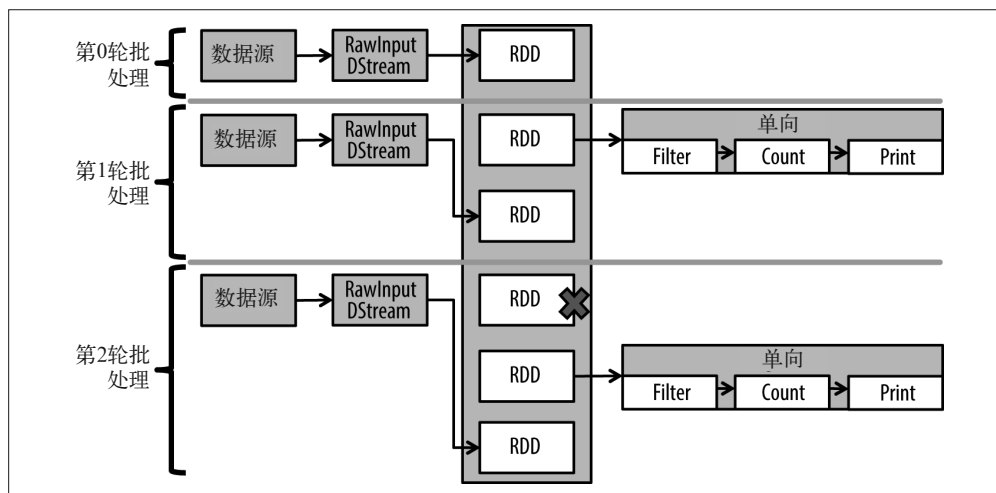 第0轮批
处理
数据源
RawInput
DStream
RDD
第1轮批
处理
数据源
RawInput
DStream
RDD
RDD
单向
Filter
Count
Print
第2轮批
处理
数据源
RawInput
DStream
RDD
RDD
RDD
单向
Filter
Count
Print